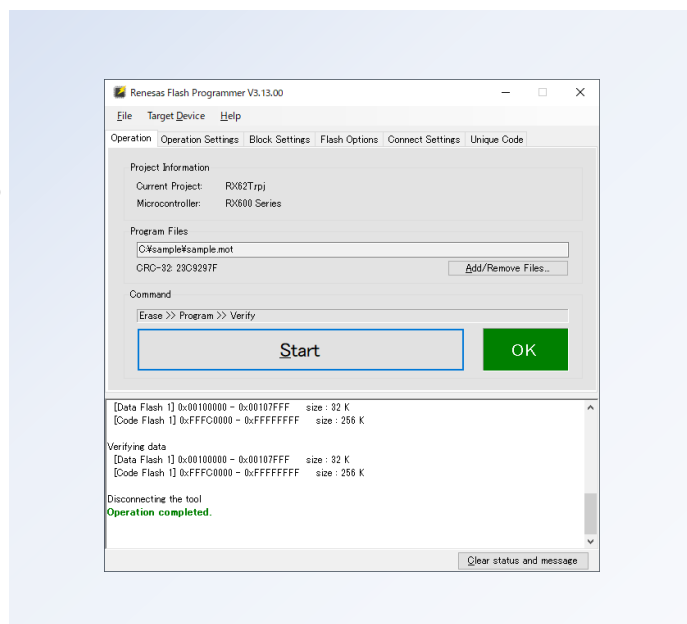 Renesas Flash Programmer V3.13.00
File Target Device Help
Operation Operation Settings Block Settings Flash Options Connect Settings Unique Code
Project Information
Current Project: RX62T.rpj
Microcontroller: RX600 Series
Program Files
C:¥sample¥sample.mot
CRC-32: 23C9297F Add/Remove Files...
Command
Erase >> Program >> Verify
Start OK
[Data Flash 1] 0x00100000 - 0x00107FFF size : 32 K
[Code Flash 1] 0xFFFC0000 - 0xFFFFFFFF size : 256 K
Verifying data
[Data Flash 1] 0x00100000 - 0x00107FFF size : 32 K
[Code Flash 1] 0xFFFC0000 - 0xFFFFFFFF size : 256 K
Disconnecting the tool
Operation completed.
Clear status and message